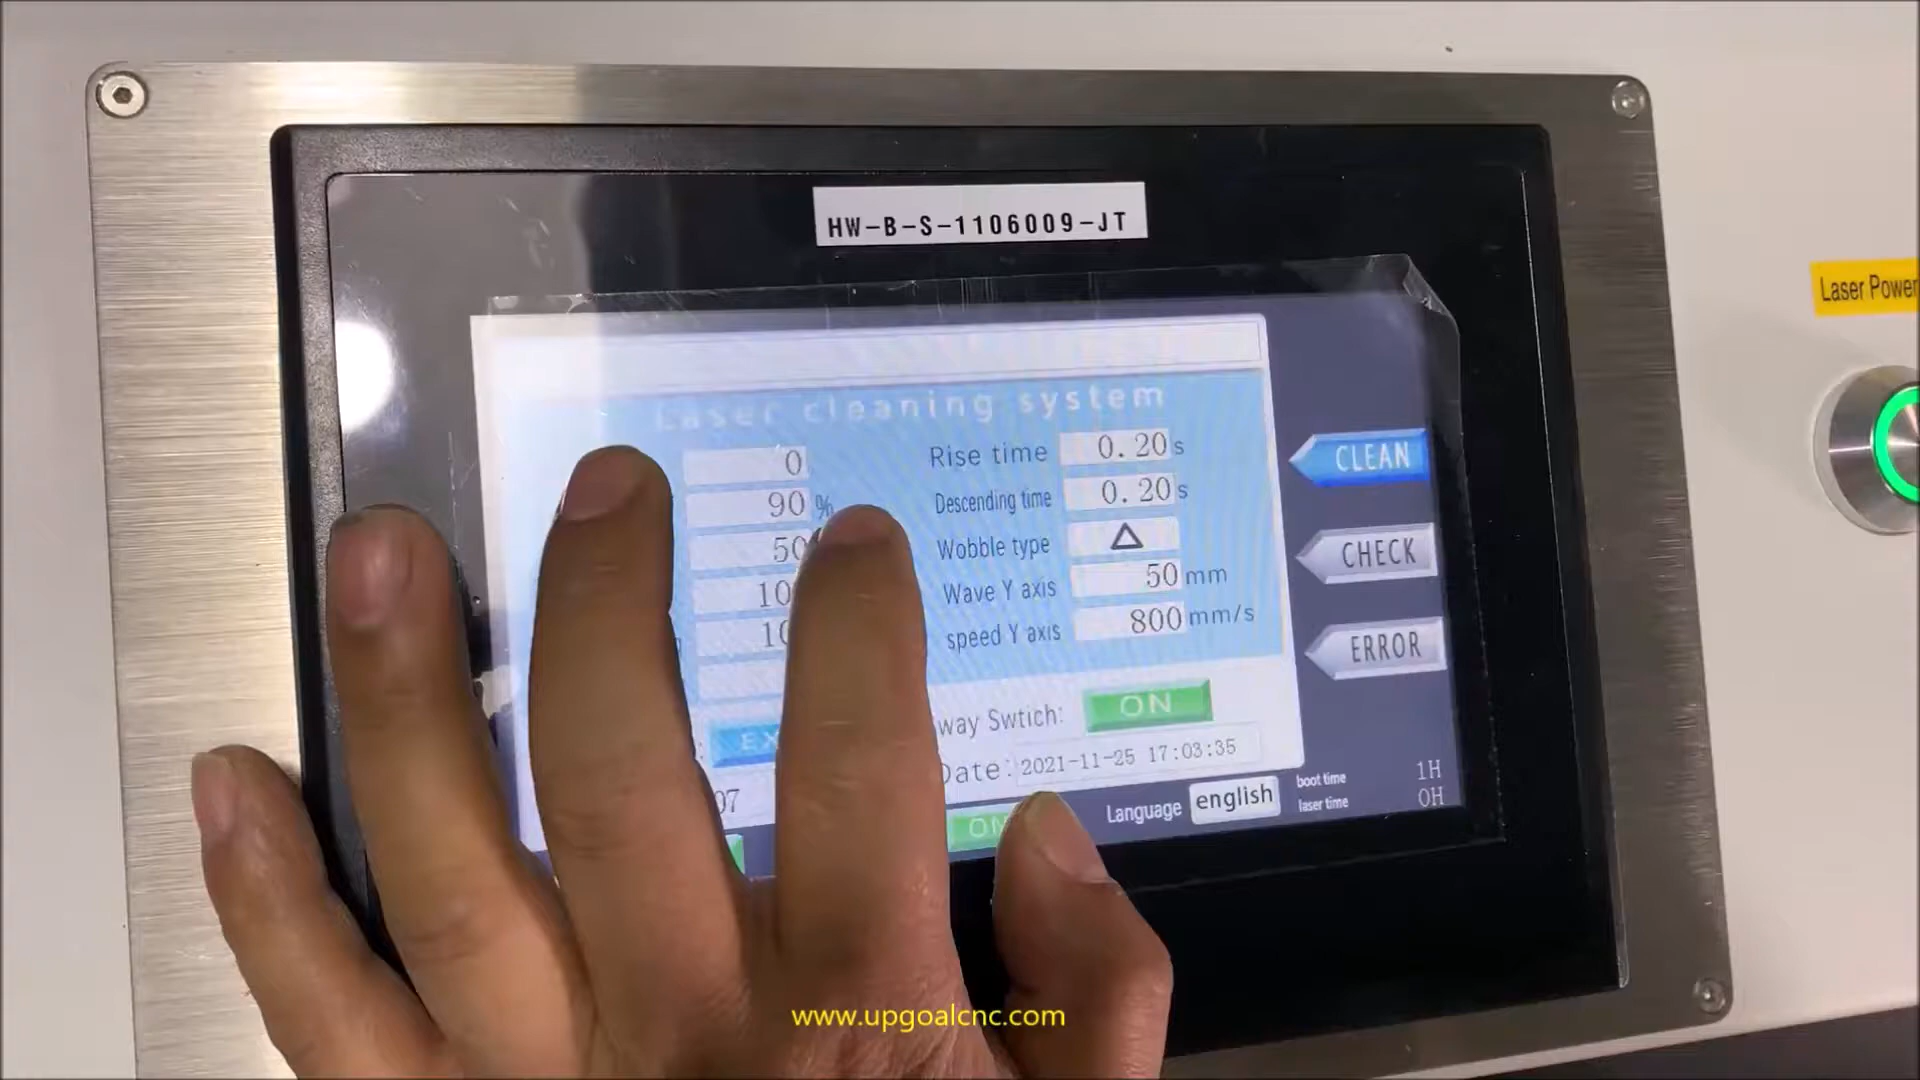 HW-B-S-1106009-JT
Laser Power
Laser cleaning system
0
90 %
50
Rise time 0.20 s
Descending time 0.20 s
Wobble type
Wave Y axis 50 mm
speed Y axis 800 mm/s
CLEAN
CHECK
ERROR
way Swtich: ON
Date: 2021-11-25 17:03:35
07
ON
Language english
boot time 1H
laser time 0H
www.upgoalcnc.com